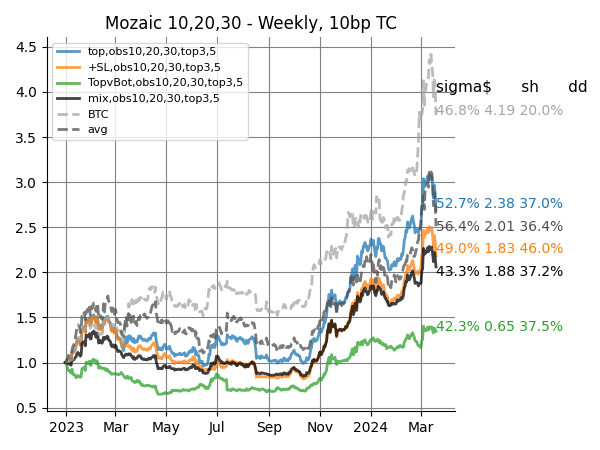 Mozaic 10,20,30 - Weekly, 10bp TC
4.5
4.0
3.5
3.0
2.5
2.0
1.5
1.0
0.5
top,obs10,20,30,top3,5
+SL,obs10,20,30,top3,5
TopvBot,obs10,20,30,top3,5
mix,obs10,20,30,top3,5
BTC
avg
sigma$ sh dd
46.8% 4.19 20.0%
52.7% 2.38 37.0%
56.4% 2.01 36.4%
49.0% 1.83 46.0%
43.3% 1.88 37.2%
42.3% 0.65 37.5%
2023 Mar May Jul Sep Nov 2024 Mar